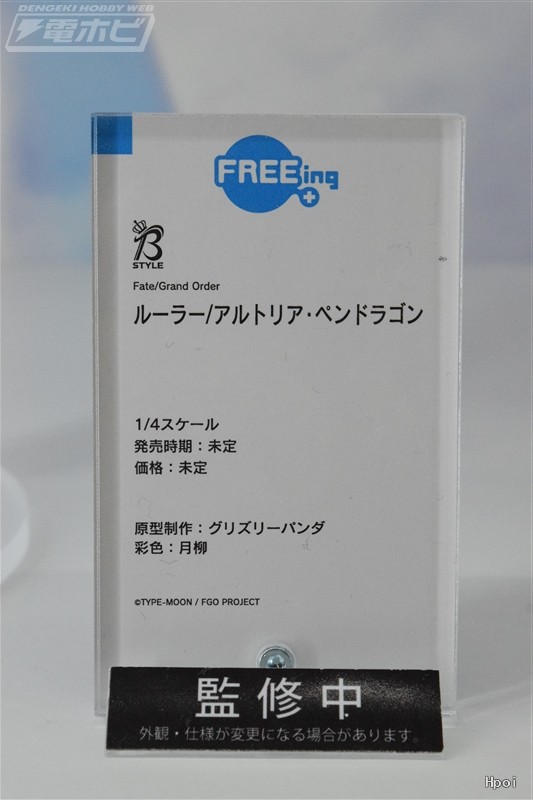 DENGEKI HOBBY WEB
電ホビ
FREEing
B
STYLE
Fate/Grand Order
ルーラー/アルトリア・ペンドラゴン
1/4スケール
発売時期：未定
価格：未定
原型制作：グリズリーパンダ
彩色：月柳
©TYPE-MOON / FGO PROJECT
監修中
外観・仕様が変更になる場合があります。
Hpoi